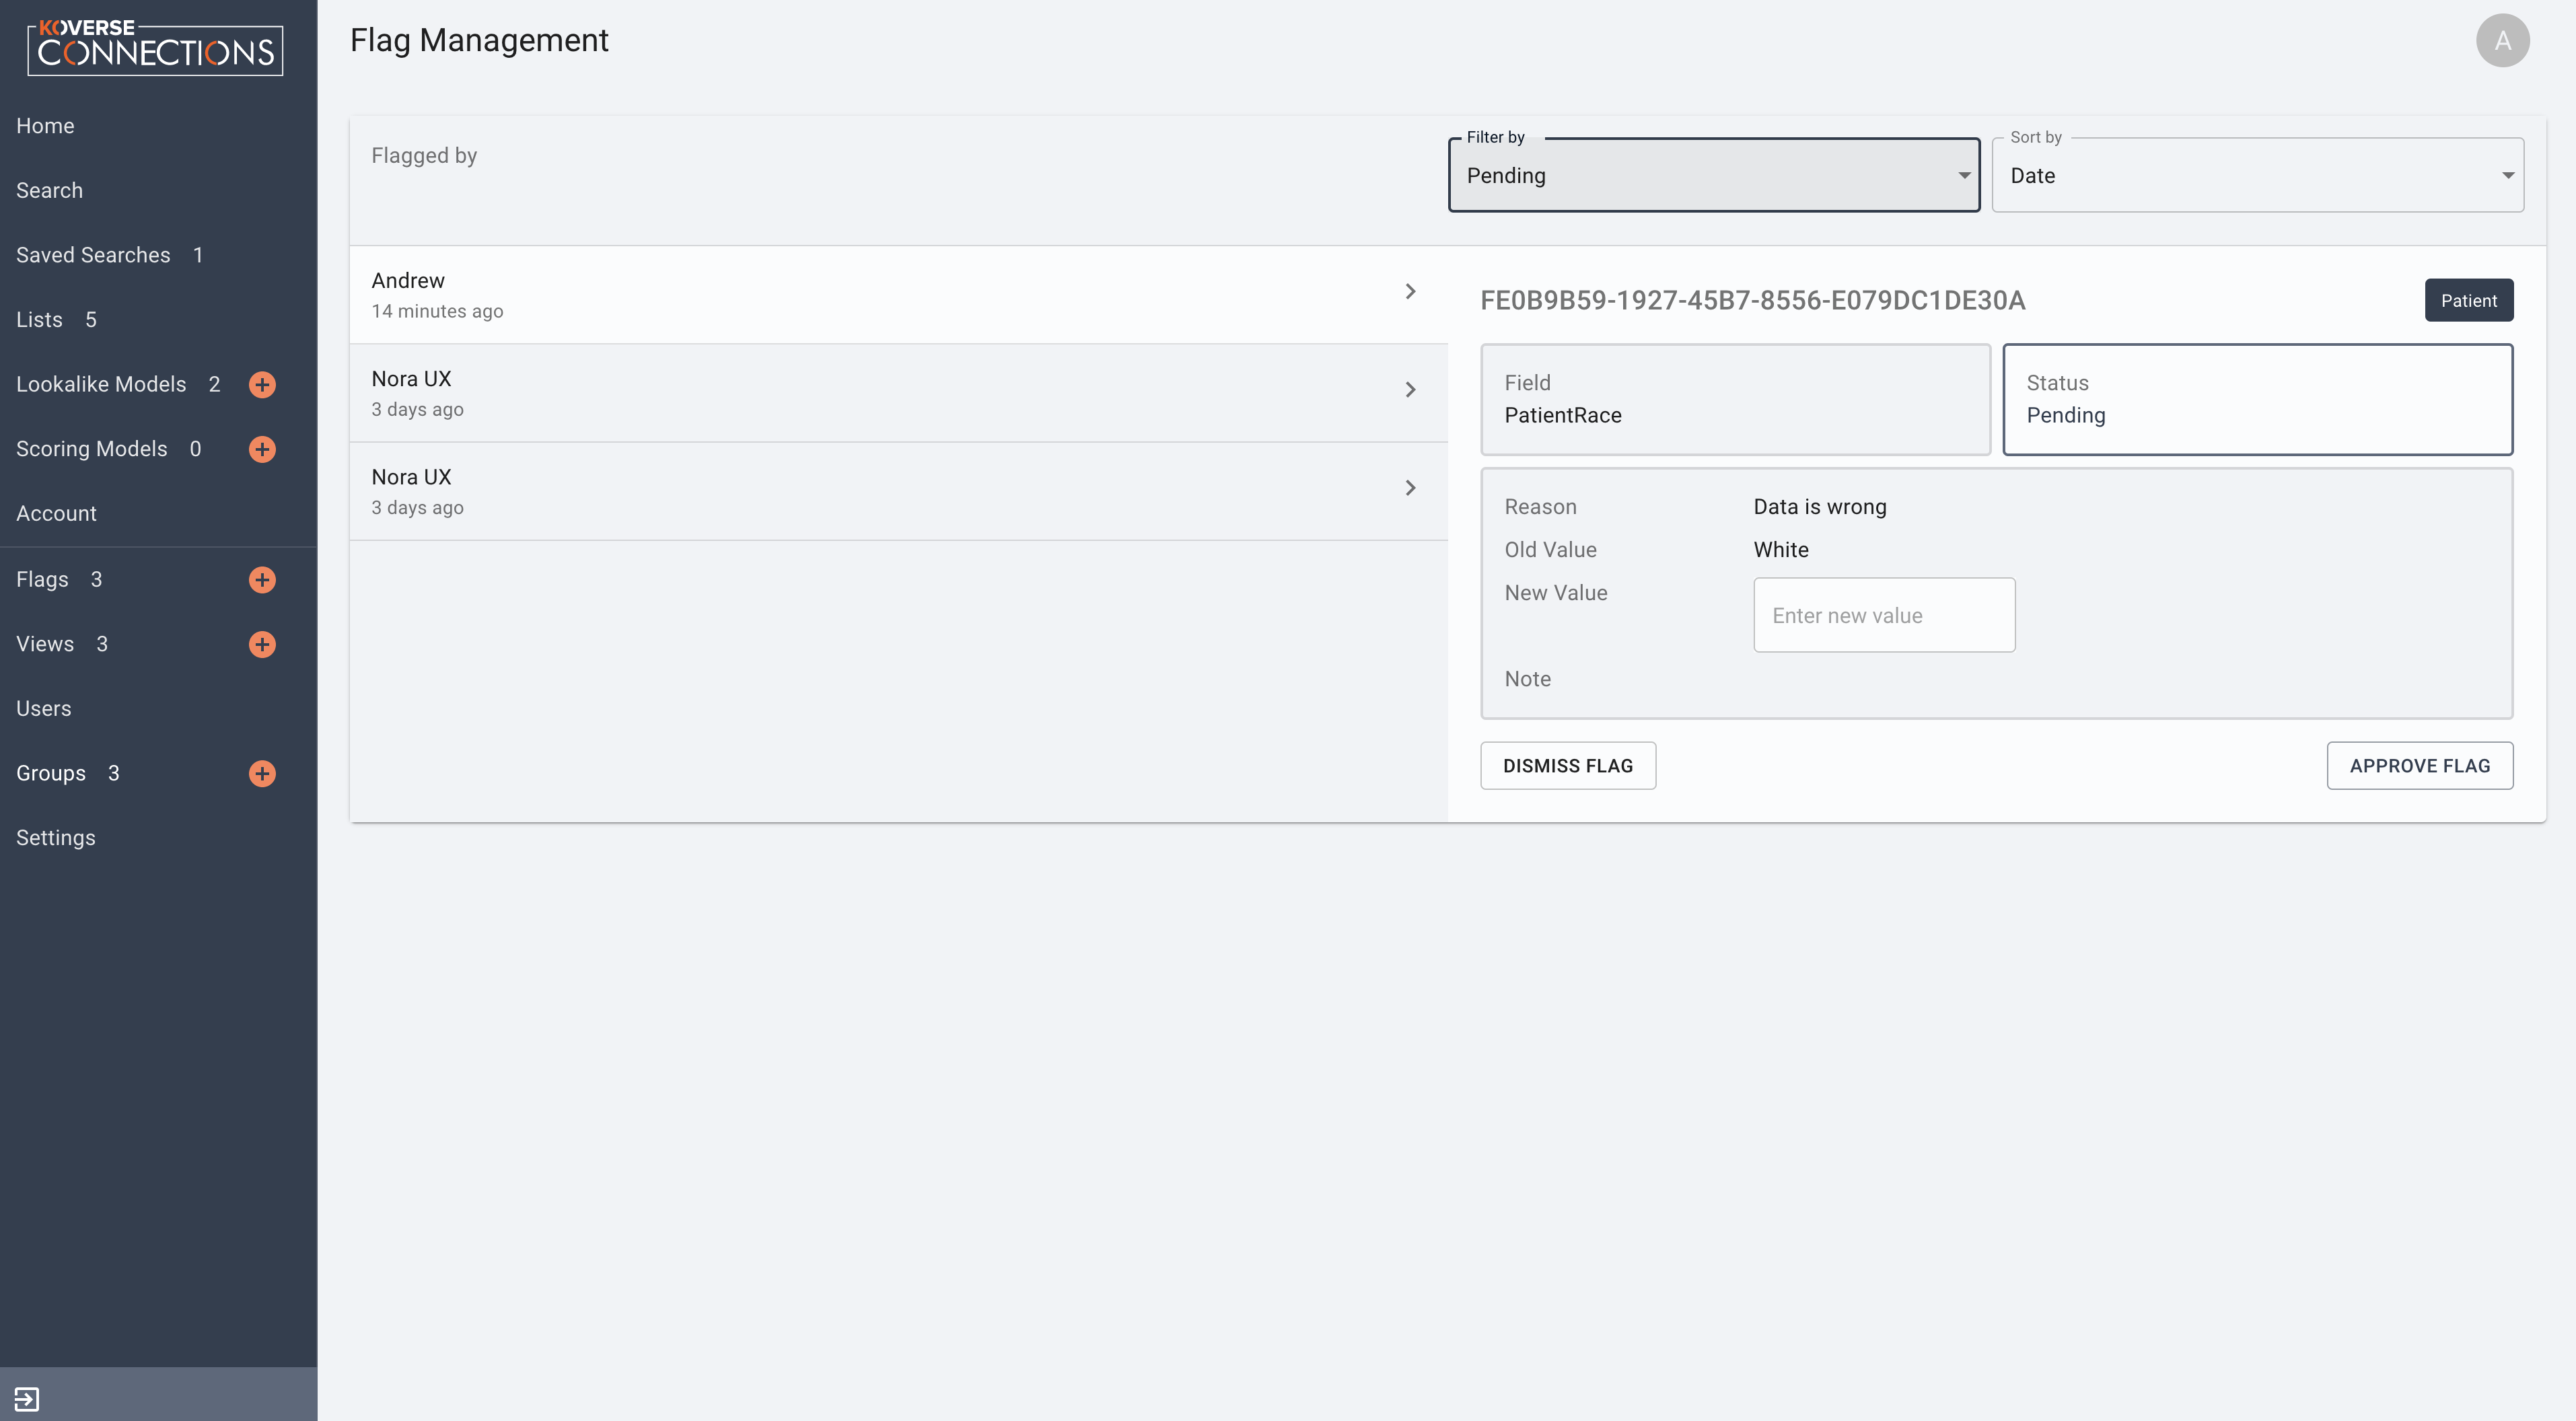 KOVERSE
CONNECTIONS
Home
Search
Saved Searches 1
Lists 5
Lookalike Models 2
Scoring Models 0
Account
Flags 3
Views 3
Users
Groups 3
Settings
Flag Management
A
Flagged by
Filter by
Pending
Sort by
Date
Andrew
14 minutes ago
Nora UX
3 days ago
Nora UX
3 days ago
FE0B9B59-1927-45B7-8556-E079DC1DE30A
Patient
Field
PatientRace
Status
Pending
Reason Data is wrong
Old Value White
New Value Enter new value
Note
DISMISS FLAG
APPROVE FLAG